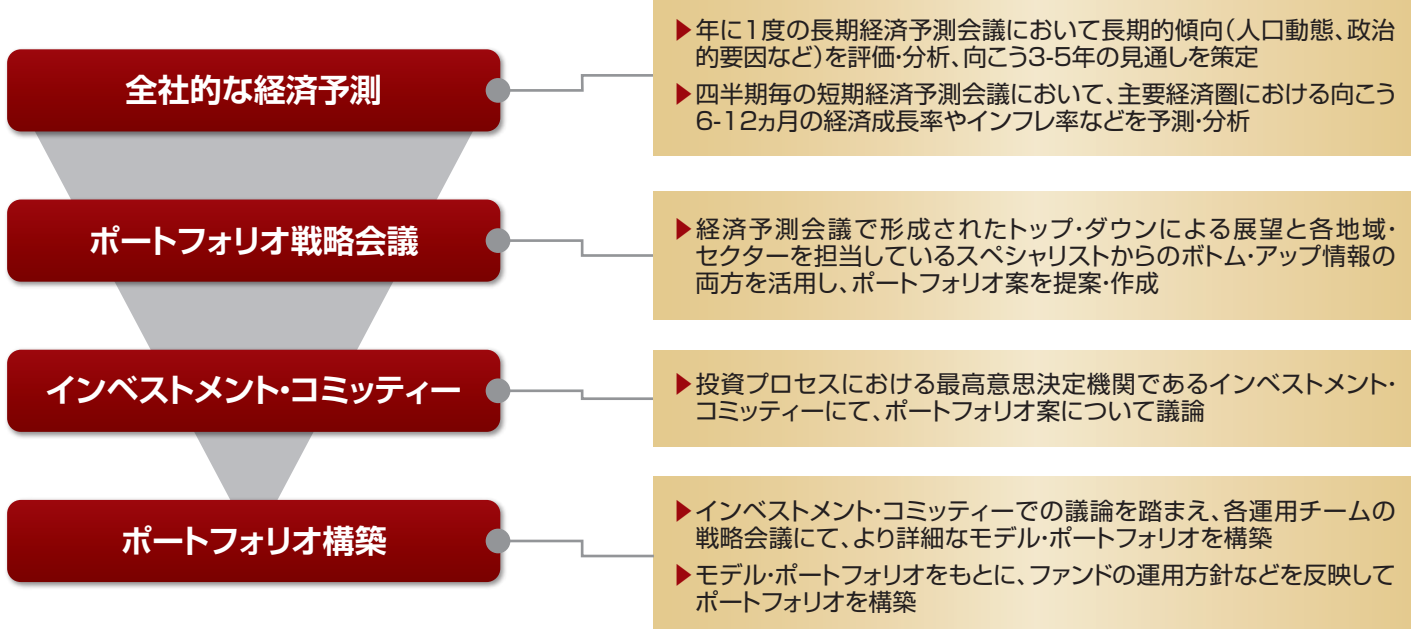 全社的な経済予測
▶年に1度の長期経済予測会議において長期的傾向(人口動態、政治
的要因など)を評価・分析、向こう3-5年の見通しを策定
▶四半期毎の短期経済予測会議において、主要経済圏における向こう
6-12ヵ月の経済成長率やインフレ率などを予測・分析
ポートフォリオ戦略会議
▶経済予測会議で形成されたトップ・ダウンによる展望と各地域・
セクターを担当しているスペシャリストからのボトム・アップ情報の
両方を活用し、ポートフォリオ案を提案・作成
インベストメント・コミッティー
▶投資プロセスにおける最高意思決定機関であるインベストメント・
コミッティーにて、ポートフォリオ案について議論
ポートフォリオ構築
▶インベストメント・コミッティーでの議論を踏まえ、各運用チームの
戦略会議にて、より詳細なモデル・ポートフォリオを構築
▶モデル・ポートフォリオをもとに、ファンドの運用方針などを反映して
ポートフォリオを構築